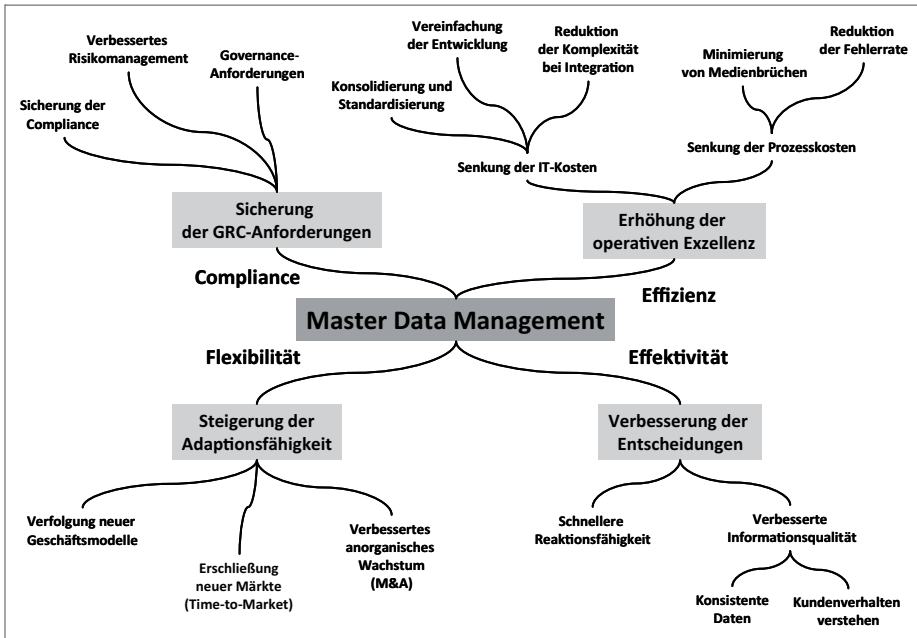 Verbessertes
Risikomanagement
Governance-
Anforderungen
Sicherung der
Compliance
Vereinfachung
der Entwicklung
Reduktion
der Komplexität
bei Integration
Konsolidierung und
Standardisierung
Minimierung
von Medienbrüchen
Reduktion
der Fehlerrate
Senkung der IT-Kosten
Senkung der Prozesskosten
Sicherung
der GRC-Anforderungen
Erhöhung der
operativen Exzellenz
Compliance
Effizienz
Master Data Management
Flexibilität
Effektivität
Steigerung der
Adaptionsfähigkeit
Verbesserung der
Entscheidungen
Verfolgung neuer
Geschäftsmodelle
Erschließung
neuer Märkte
(Time-to-Market)
Verbessertes
anorganisches
Wachstum
(M&A)
Schnellere
Reaktionsfähigkeit
Verbesserte
Informationsqualität
Konsistente
Daten
Kundenverhalten
verstehen